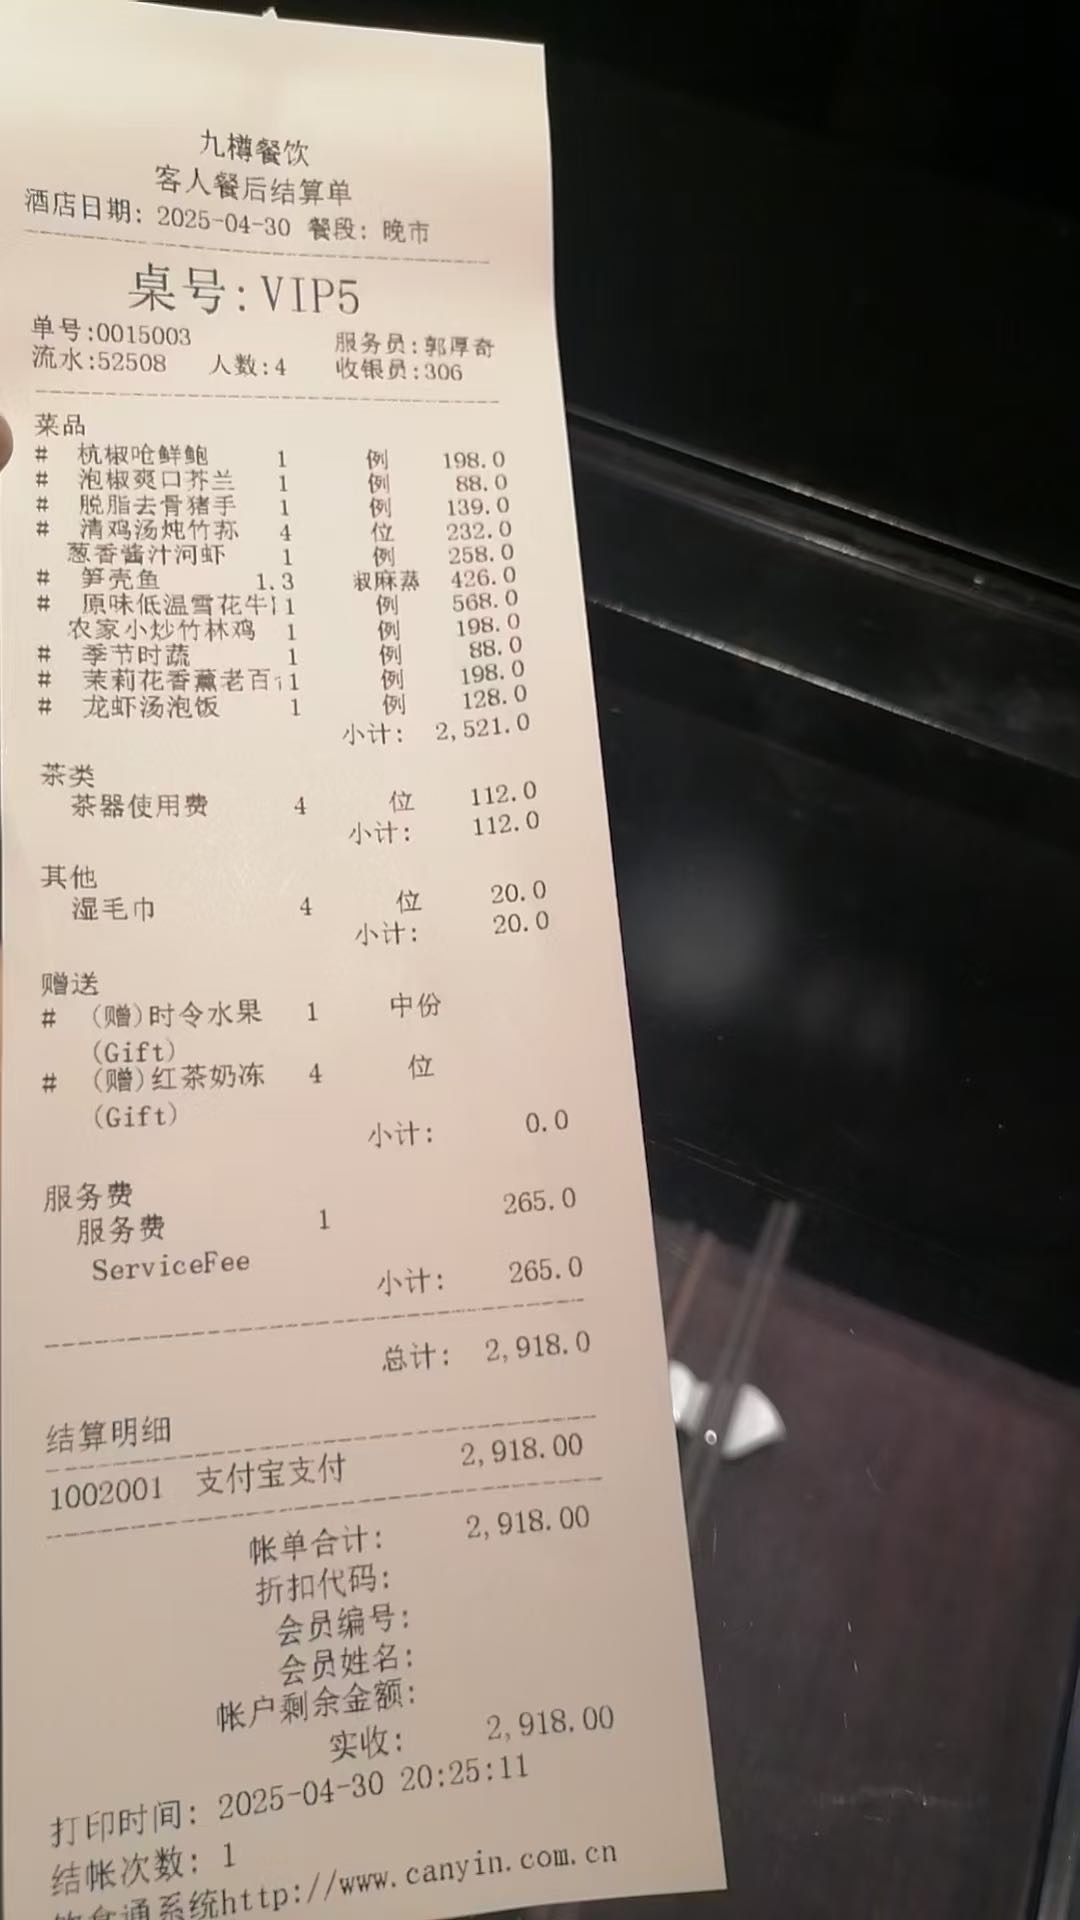 九樽餐饮
客人餐后结算单
酒店日期: 2025-04-30 餐段: 晚市
桌号:VIP5
单号:0015003 服务员:郭厚奇
流水:52508 人数:4 收银员:306
菜品
# 杭椒呛鲜鲍 1 例 198.0
# 泡椒爽口芥兰 1 例 88.0
# 脱脂去骨猪手 1 例 139.0
# 清鸡汤炖竹荪 4 位 232.0
葱香酱汁河虾 1 例 258.0
# 笋壳鱼 1.3 椒麻蒸 426.0
# 原味低温雪花牛 1 例 568.0
农家小炒竹林鸡 1 例 198.0
# 季节时蔬 1 例 88.0
# 茉莉花香薰老百 1 例 198.0
# 龙虾汤泡饭 1 例 128.0
小计: 2,521.0
茶类
茶器使用费 4 位 112.0
小计: 112.0
其他
湿毛巾 4 位 20.0
小计: 20.0
赠送
# (赠)时令水果 1 中份
(Gift)
# (赠)红茶奶冻 4 位
(Gift)
小计: 0.0
服务费
服务费 1 265.0
ServiceFee
小计: 265.0
总计: 2,918.0
结算明细
1002001 支付宝支付 2,918.00
帐单合计: 2,918.00
折扣代码:
会员编号:
会员姓名:
帐户剩余金额:
实收: 2,918.00
打印时间: 2025-04-30 20:25:11
结帐次数: 1
饮食通系统http://www.canyin.com.cn